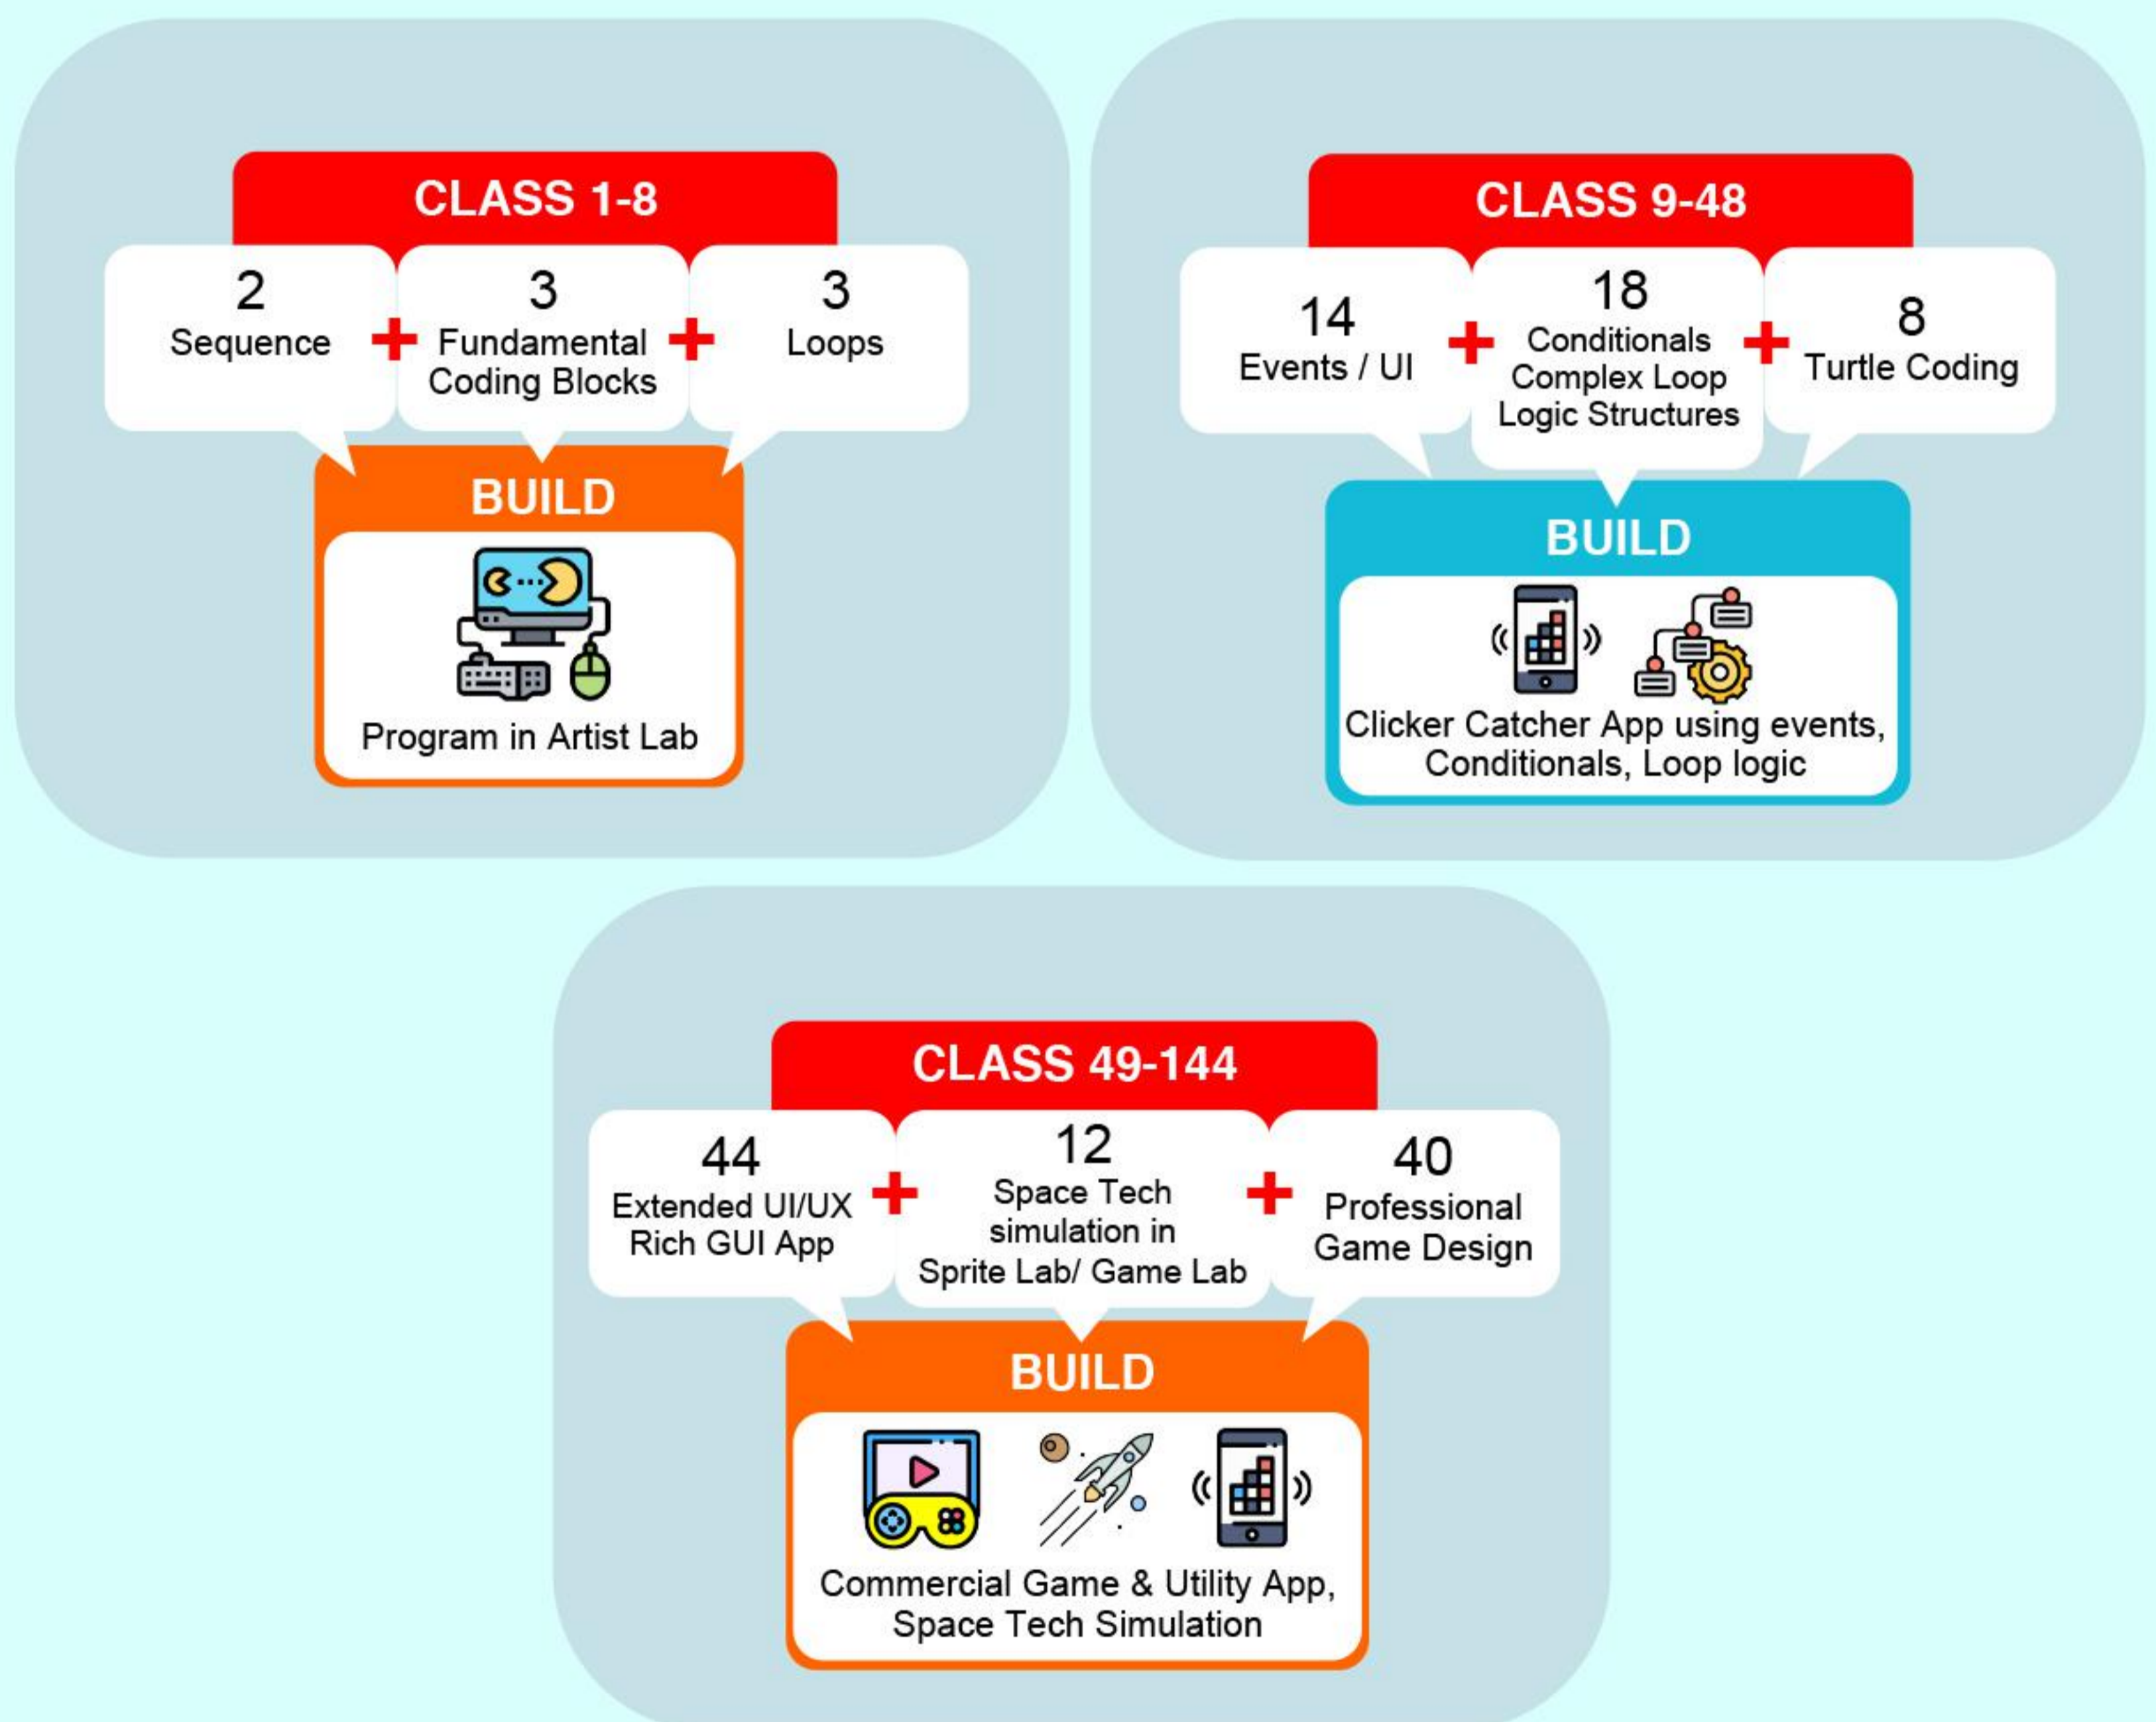 CLASS 1-8
2
Sequence
+
3
Fundamental
Coding Blocks
+
3
Loops
BUILD
Program in Artist Lab
CLASS 9-48
14
Events / UI
+
18
Conditionals
Complex Loop
Logic Structures
+
8
Turtle Coding
BUILD
Clicker Catcher App using events,
Conditionals, Loop logic
CLASS 49-144
44
Extended UI/UX
Rich GUI App
+
12
Space Tech
simulation in
Sprite Lab/ Game Lab
+
40
Professional
Game Design
BUILD
Commercial Game & Utility App,
Space Tech Simulation